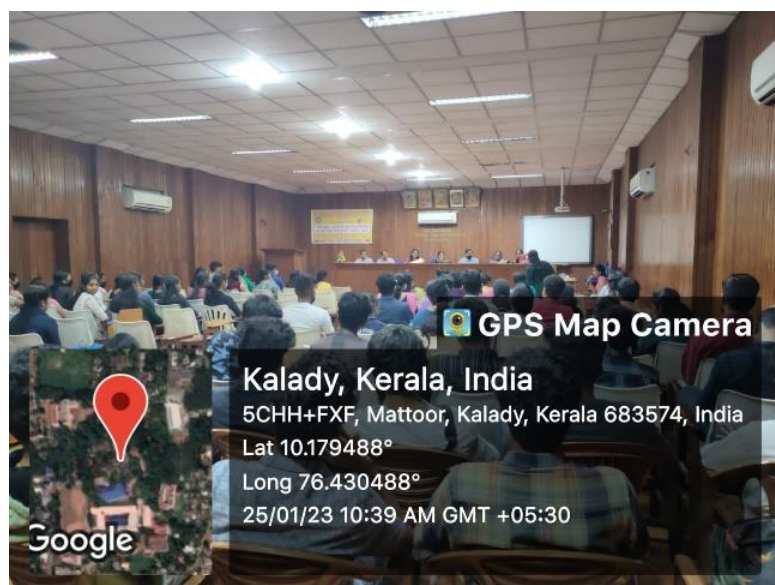 GPS Map Camera
Kalady, Kerala, India
5CHH+FXF, Mattoor, Kalady, Kerala 683574, India
Lat 10.179488°
Long 76.430488°
25/01/23 10:39 AM GMT +05:30
Google